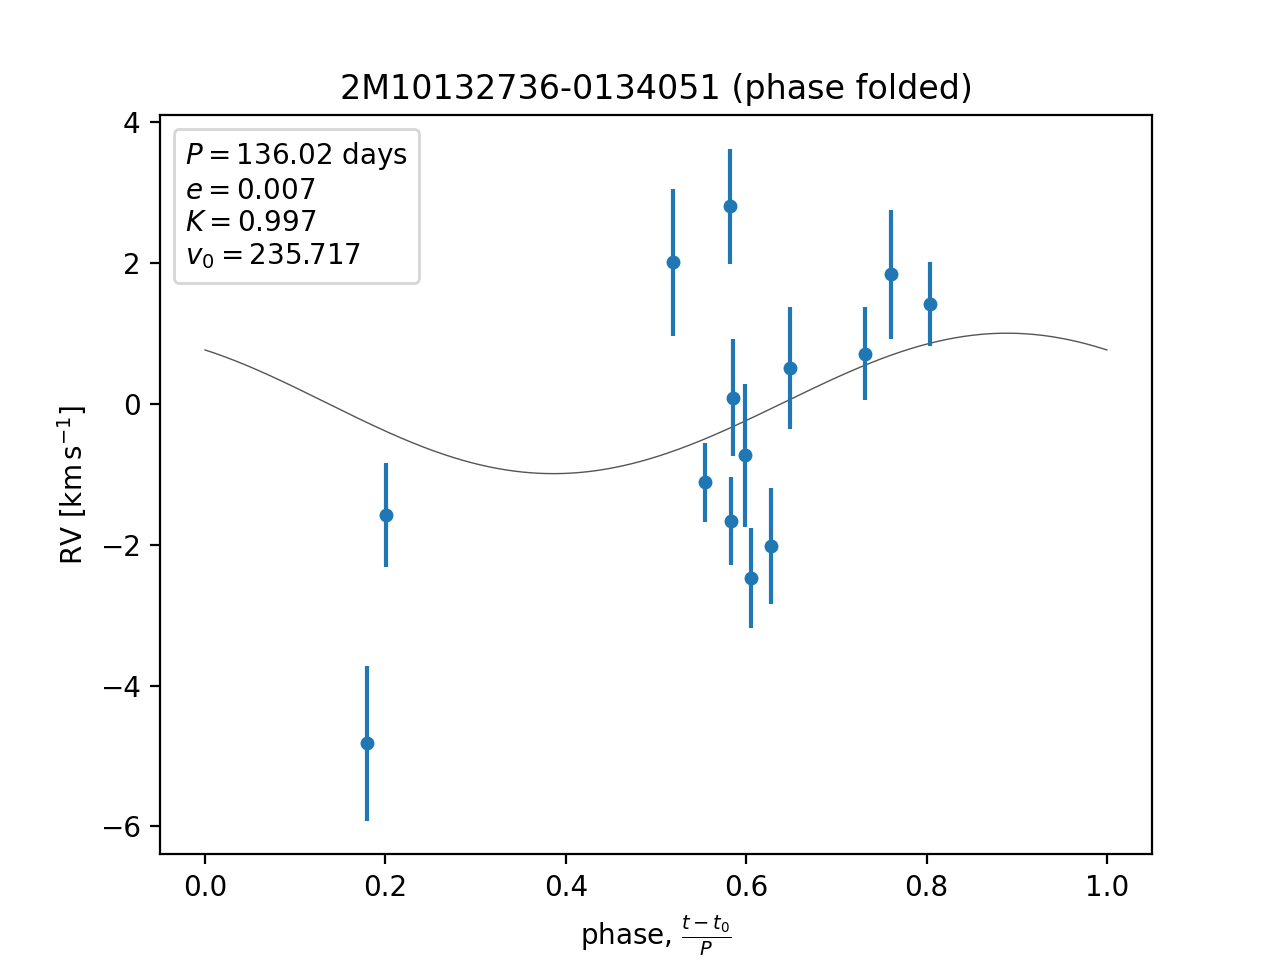 2M10132736-0134051 (phase folded)
P = 136.02 days
e = 0.007
K = 0.997
v₀ = 235.717
4
2
0
−2
−4
−6
RV [km s⁻¹]
0.0 0.2 0.4 0.6 0.8 1.0
phase, (t − t₀)/P